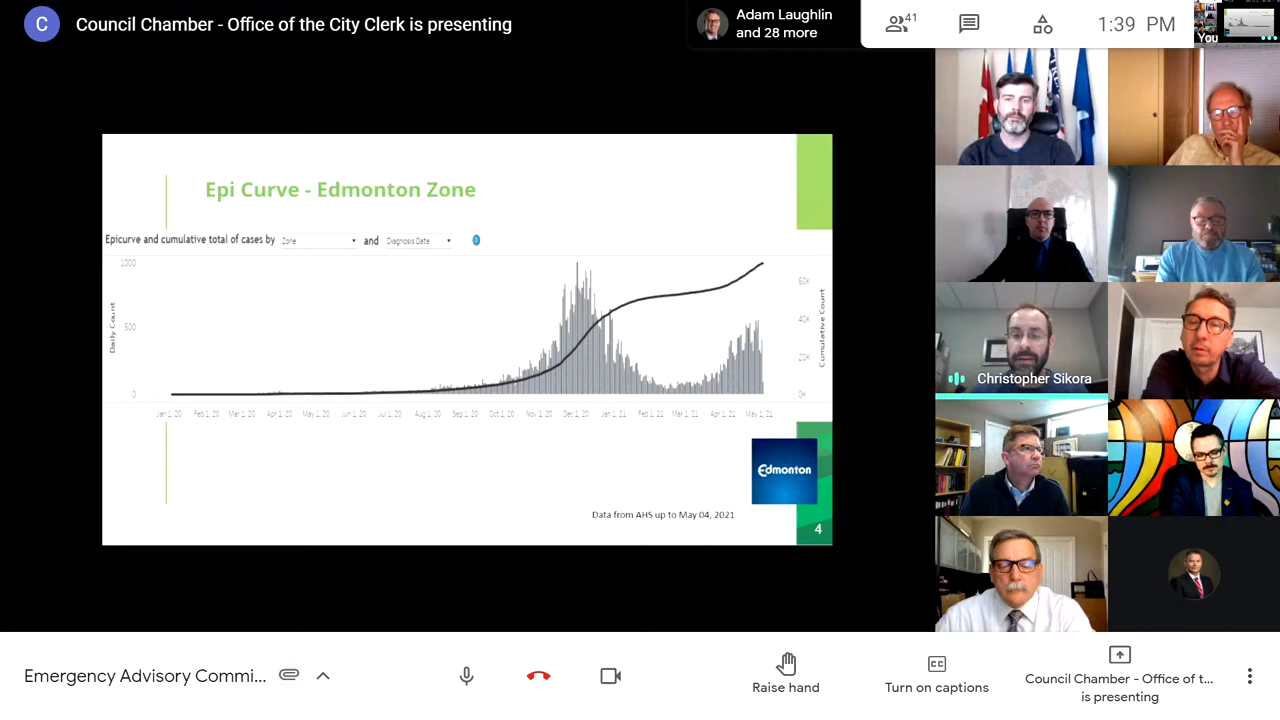 C
Council Chamber - Office of the City Clerk is presenting
Adam Laughlin
and 28 more
41
1:39 PM
You
Epi Curve - Edmonton Zone
Epicurve and cumulative total of cases by Zone and Diagnosis Date
1000
500
0
Daily Count
60K
40K
20K
0K
Cumulative Count
Jan 1, 20 Feb 1, 20 Mar 1, 20 Apr 1, 20 May 1, 20 Jun 1, 20 Jul 1, 20 Aug 1, 20 Sep 1, 20 Oct 1, 20 Nov 1, 20 Dec 1, 20 Jan 1, 21 Feb 1, 21 Mar 1, 21 Apr 1, 21 May 1, 21
Edmonton
Data from AHS up to May 04, 2021
4
Christopher Sikora
Emergency Advisory Commi...
Raise hand
CC
Turn on captions
Council Chamber - Office of t...
is presenting